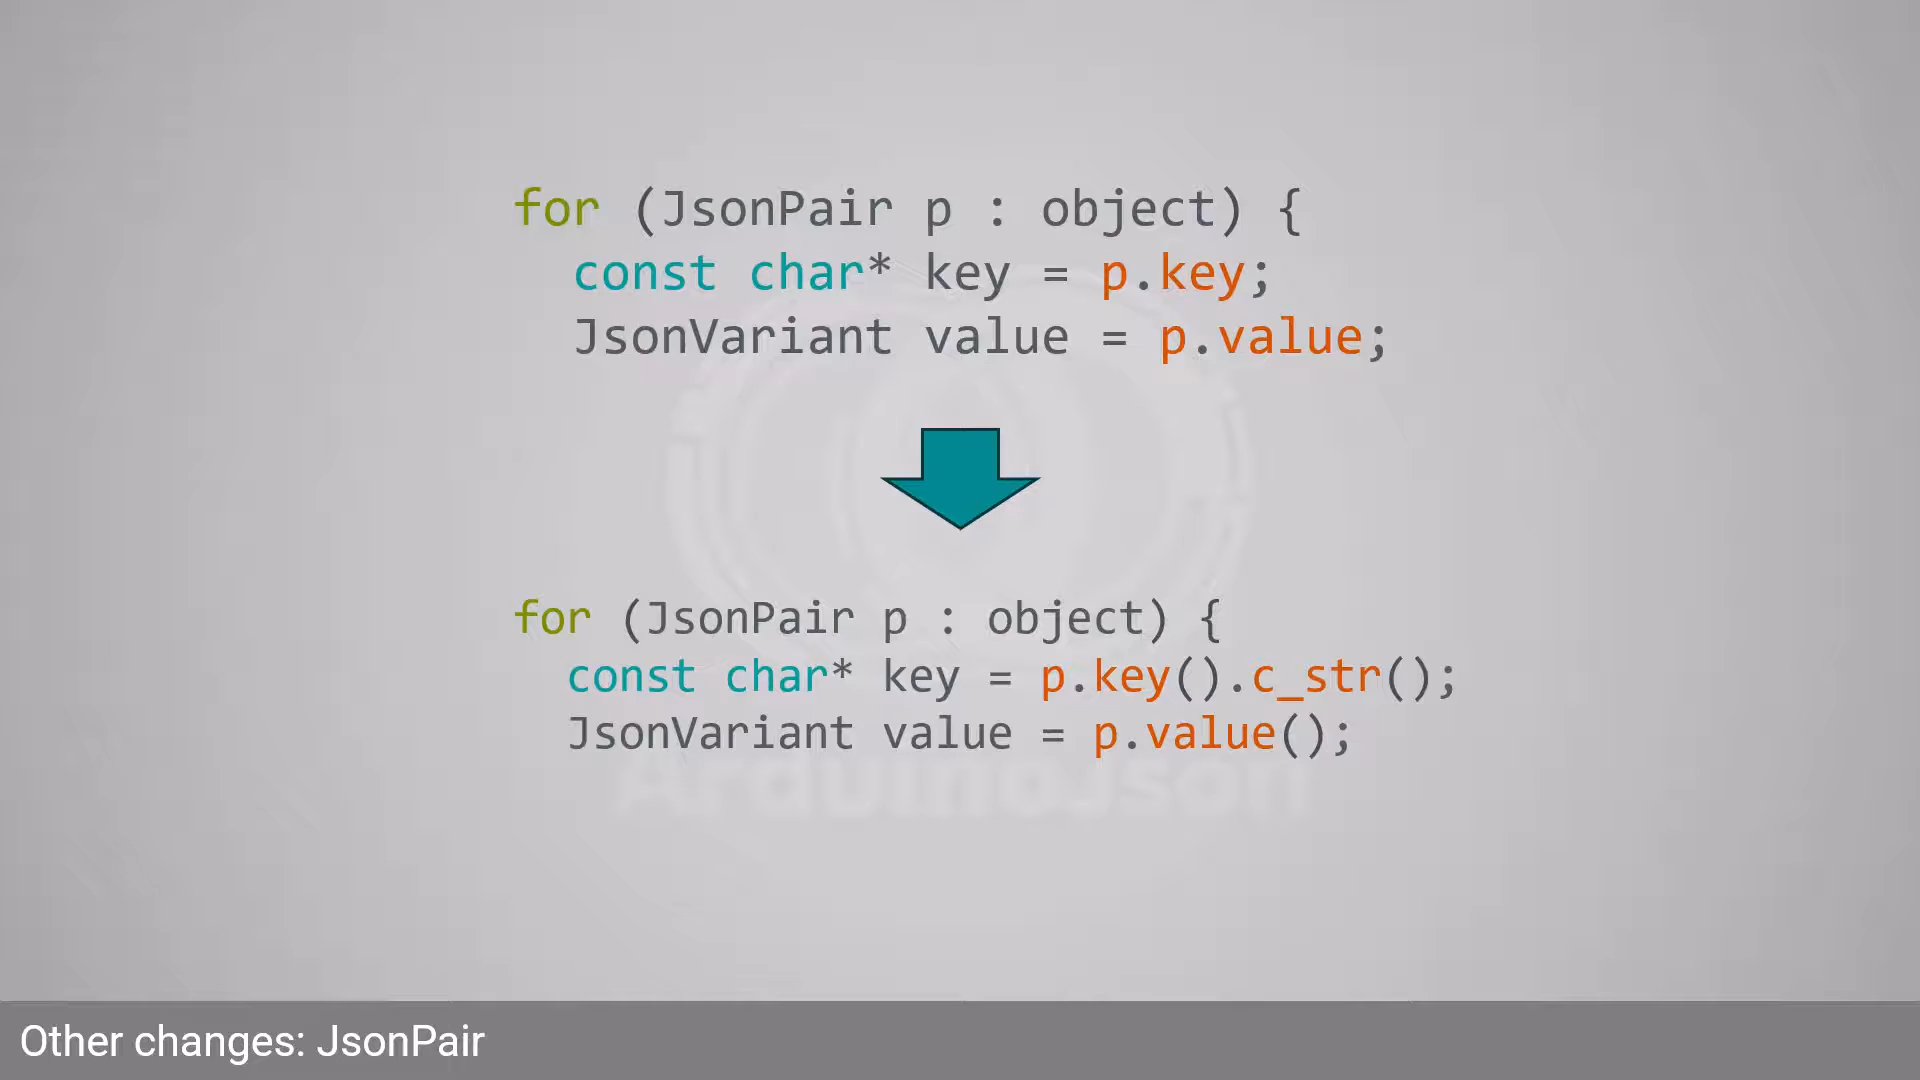 for (JsonPair p : object) {
const char* key = p.key;
JsonVariant value = p.value;
for (JsonPair p : object) {
const char* key = p.key().c_str();
JsonVariant value = p.value();
ArduinoJson
Other changes: JsonPair